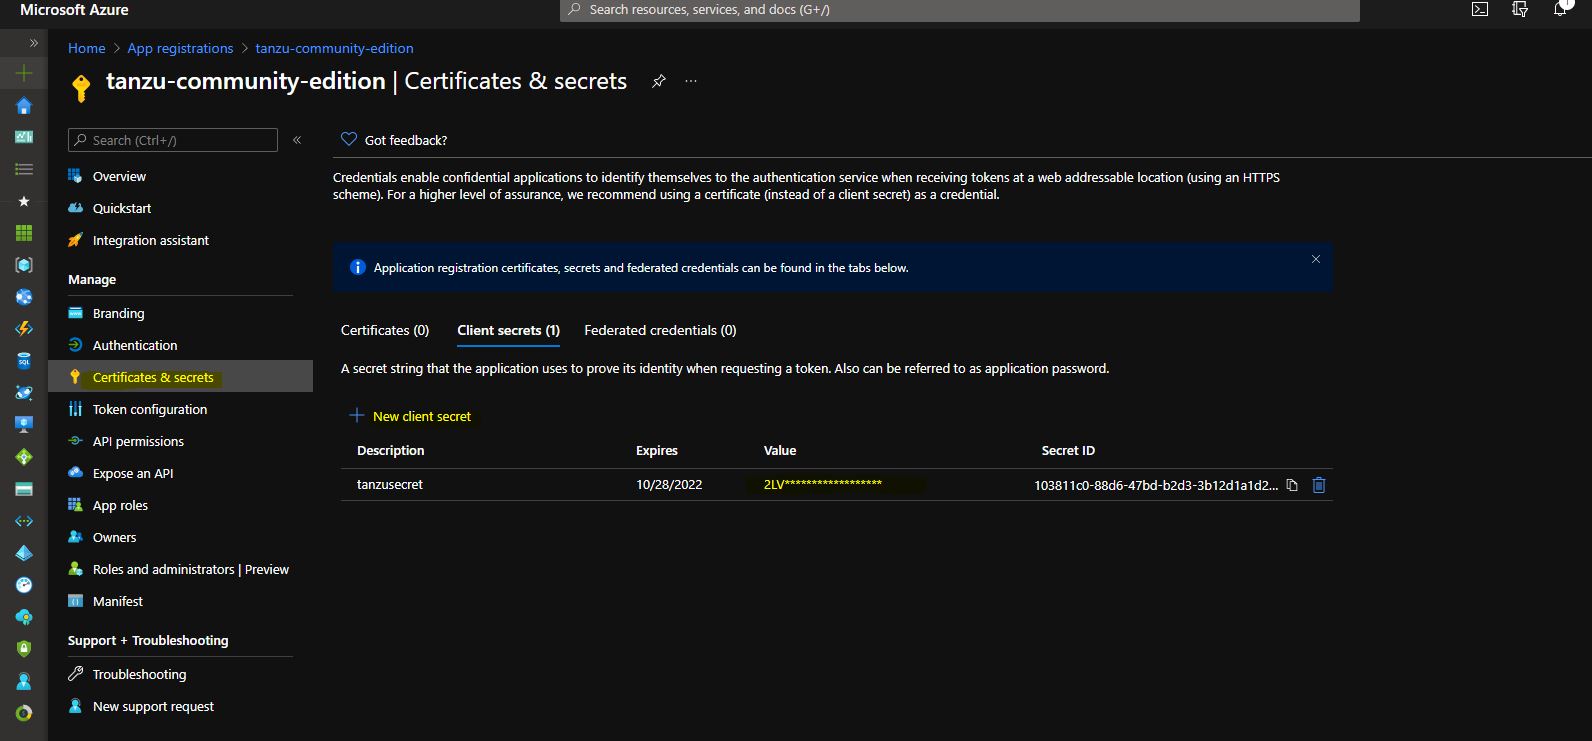 Microsoft Azure
Search resources, services, and docs (G+/)
1
Home > App registrations > tanzu-community-edition
tanzu-community-edition | Certificates & secrets
Search (Ctrl+/)
Overview
Quickstart
Integration assistant
Manage
Branding
Authentication
Certificates & secrets
Token configuration
API permissions
Expose an API
App roles
Owners
Roles and administrators | Preview
Manifest
Support + Troubleshooting
Troubleshooting
New support request
Got feedback?
Credentials enable confidential applications to identify themselves to the authentication service when receiving tokens at a web addressable location (using an HTTPS
scheme). For a higher level of assurance, we recommend using a certificate (instead of a client secret) as a credential.
Application registration certificates, secrets and federated credentials can be found in the tabs below.
Certificates (0) Client secrets (1) Federated credentials (0)
A secret string that the application uses to prove its identity when requesting a token. Also can be referred to as application password.
New client secret
Description Expires Value Secret ID
tanzusecret 10/28/2022 2LV****************** 103811c0-88d6-47bd-b2d3-3b12d1a1d2...